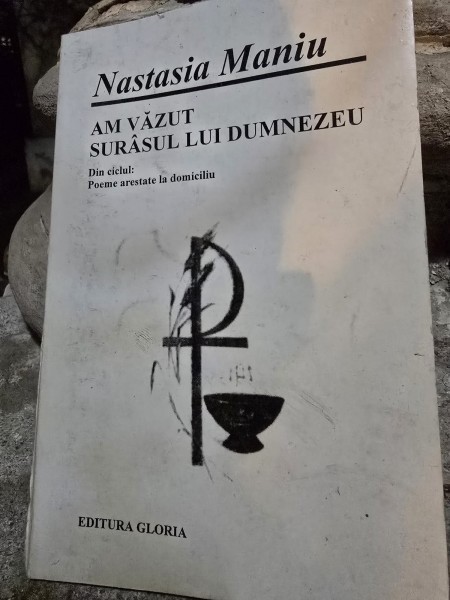 Nastasia Maniu
AM VĂZUT
SURÂSUL LUI DUMNEZEU
Din ciclul:
Poeme arestate la domiciliu
EDITURA GLORIA